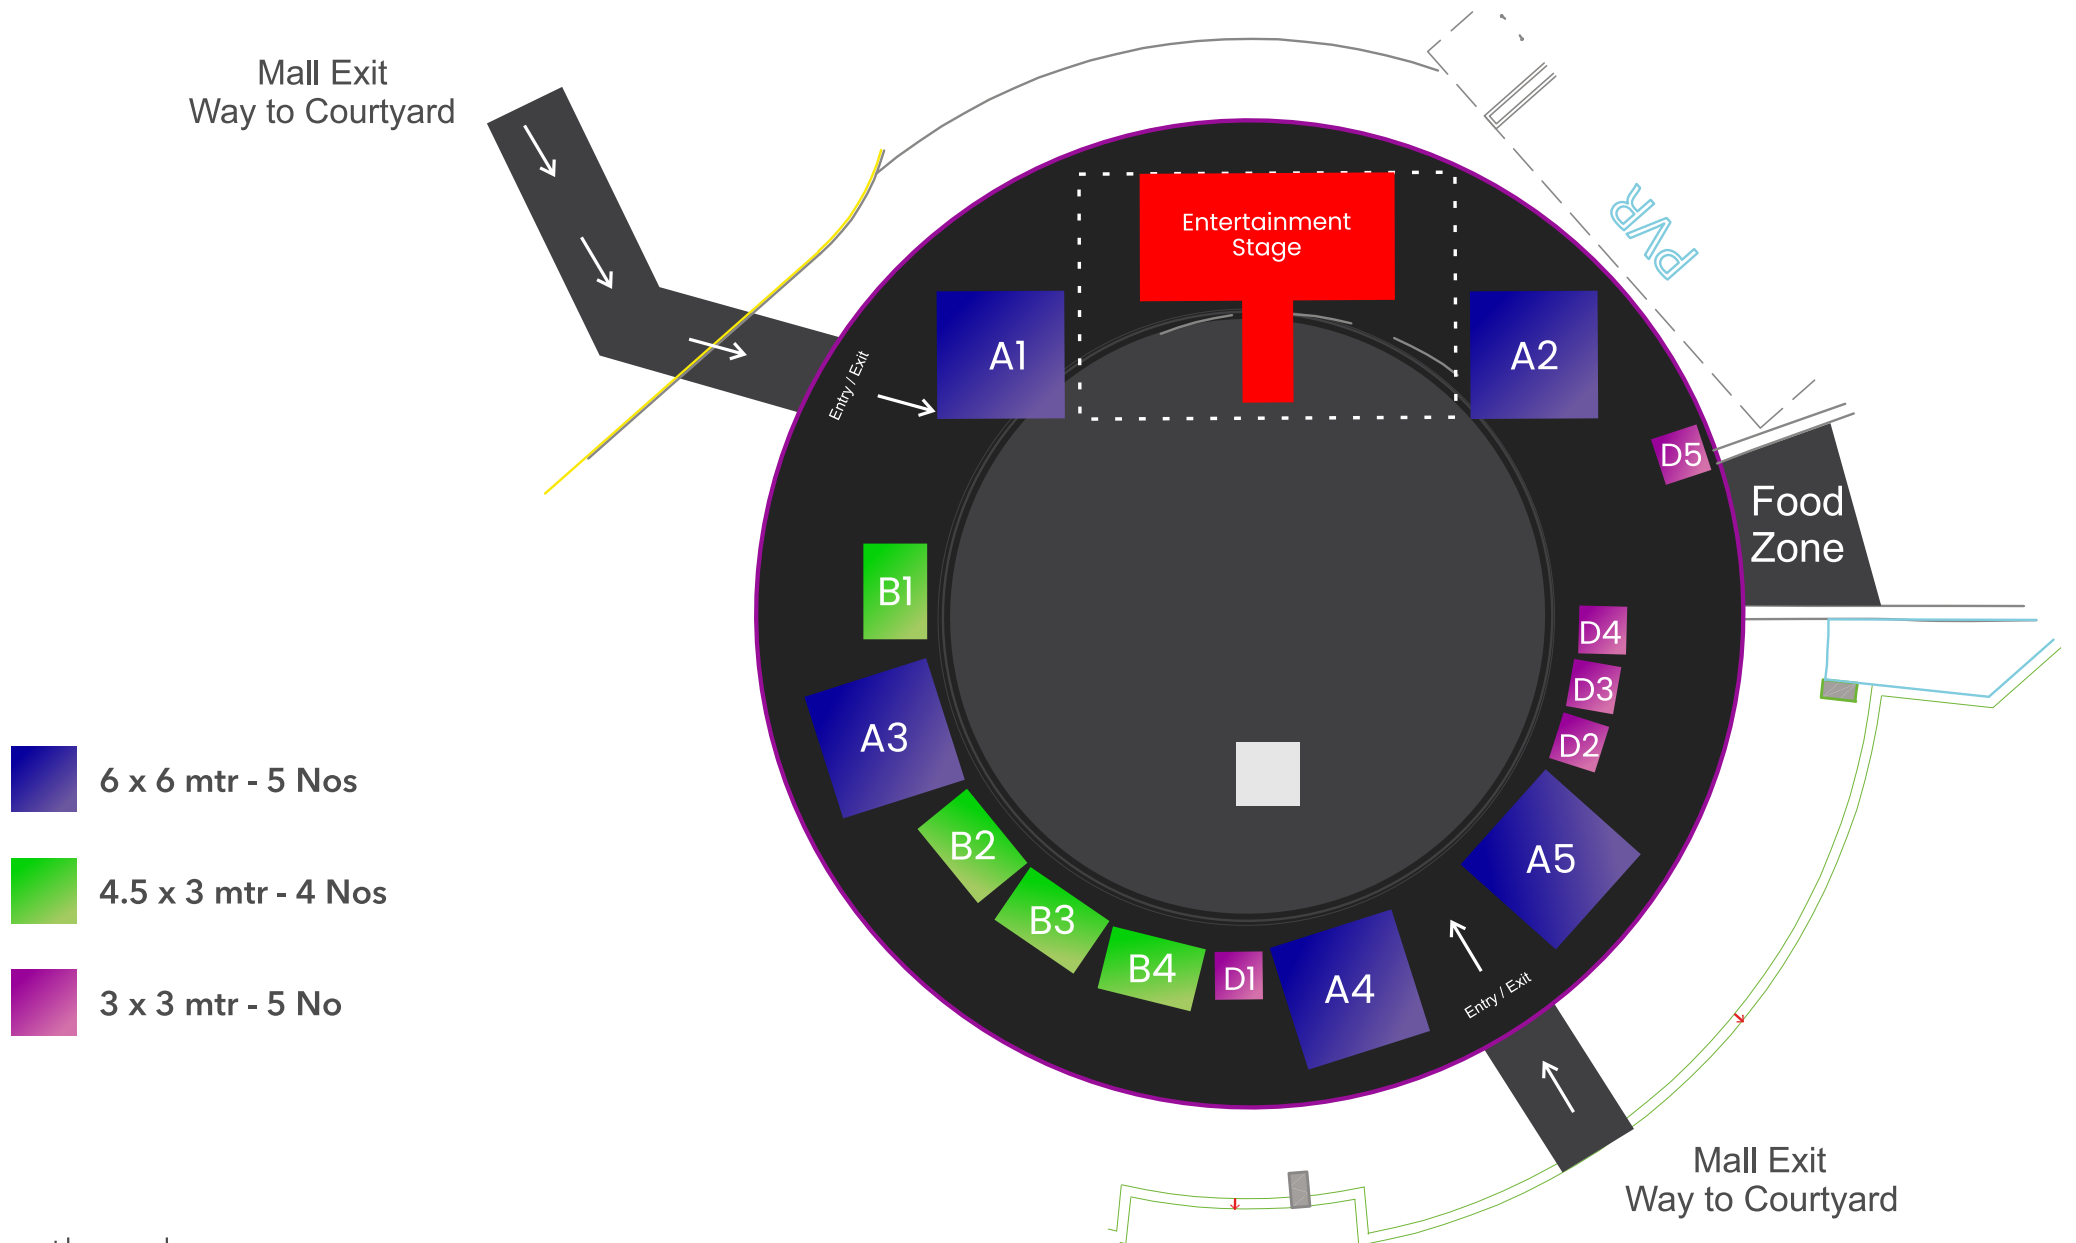 Mall Exit
Way to Courtyard
PVR
Entertainment
Stage
A1
A2
Entry / Exit
D5
Food
Zone
B1
D4
D3
D2
A3
A5
B2
B3
B4
D1
A4
Entry / Exit
6 x 6 mtr - 5 Nos
4.5 x 3 mtr - 4 Nos
3 x 3 mtr - 5 No
Mall Exit
Way to Courtyard